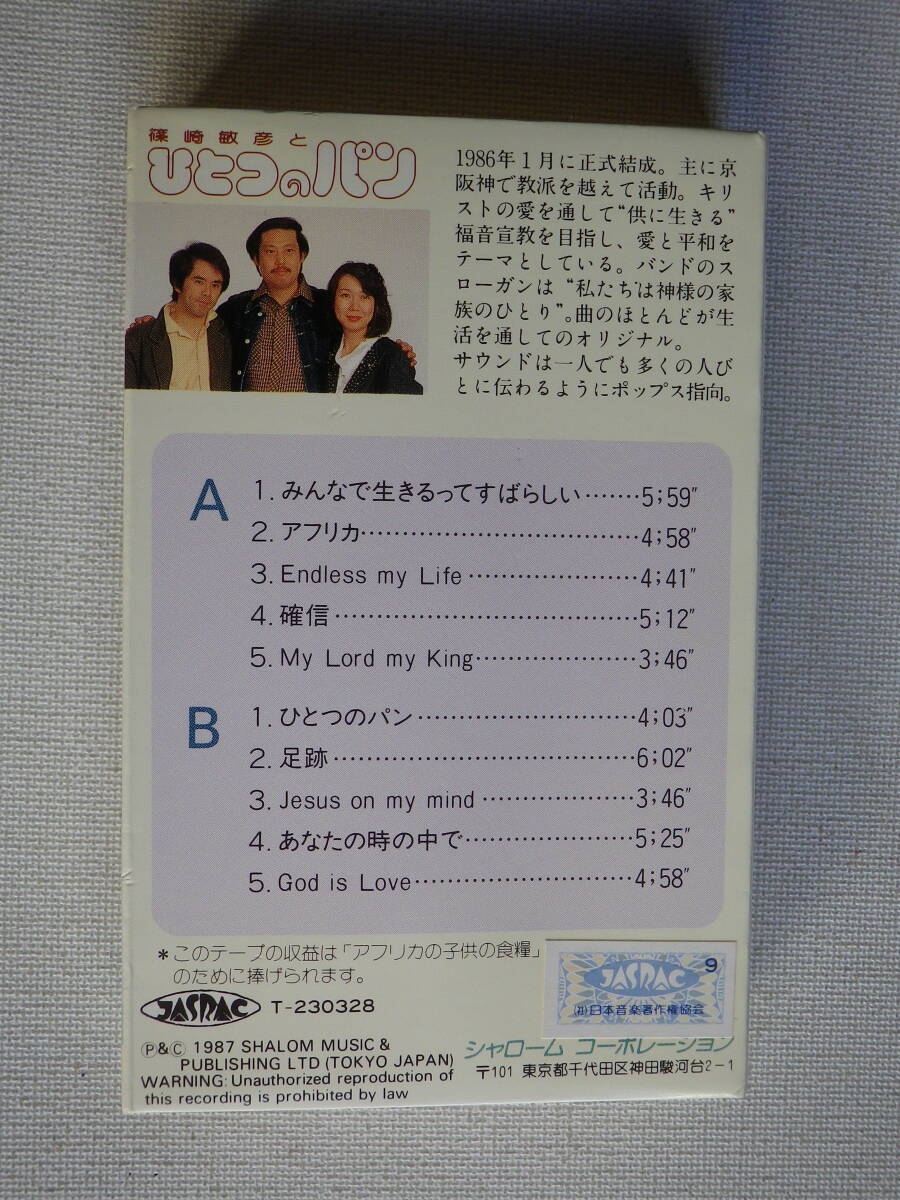 篠崎敏彦と
ひとつのパン
1986年1月に正式結成。主に京
阪神で教派を越えて活動。キリ
ストの愛を通して“供に生きる”
福音宣教を目指し、愛と平和を
テーマとしている。バンドのス
ローガンは“私たちは神様の家
族のひとり”。曲のほとんどが生
活を通してのオリジナル。
サウンドは一人でも多くの人び
とに伝わるようにポップス指向。
A
1. みんなで生きるってすばらしい……5;59″
2. アフリカ……………………………4;58″
3. Endless my Life…………………4;41″
4. 確信…………………………………5;12″
5. My Lord my King………………3;46″
B
1. ひとつのパン………………………4;03″
2. 足跡…………………………………6;02″
3. Jesus on my mind………………3;46″
4. あなたの時の中で…………………5;25″
5. God is Love………………………4;58″
*このテープの収益は「アフリカの子供の食糧」
のために捧げられます。
JASRAC T-230328
JASRAC 9
(社)日本音楽著作権協会
Ⓟ&Ⓒ 1987 SHALOM MUSIC &
PUBLISHING LTD (TOKYO JAPAN)
WARNING: Unauthorized reproduction of
this recording is prohibited by law
シャローム コーポレーション
〒101 東京都千代田区神田駿河台2-1